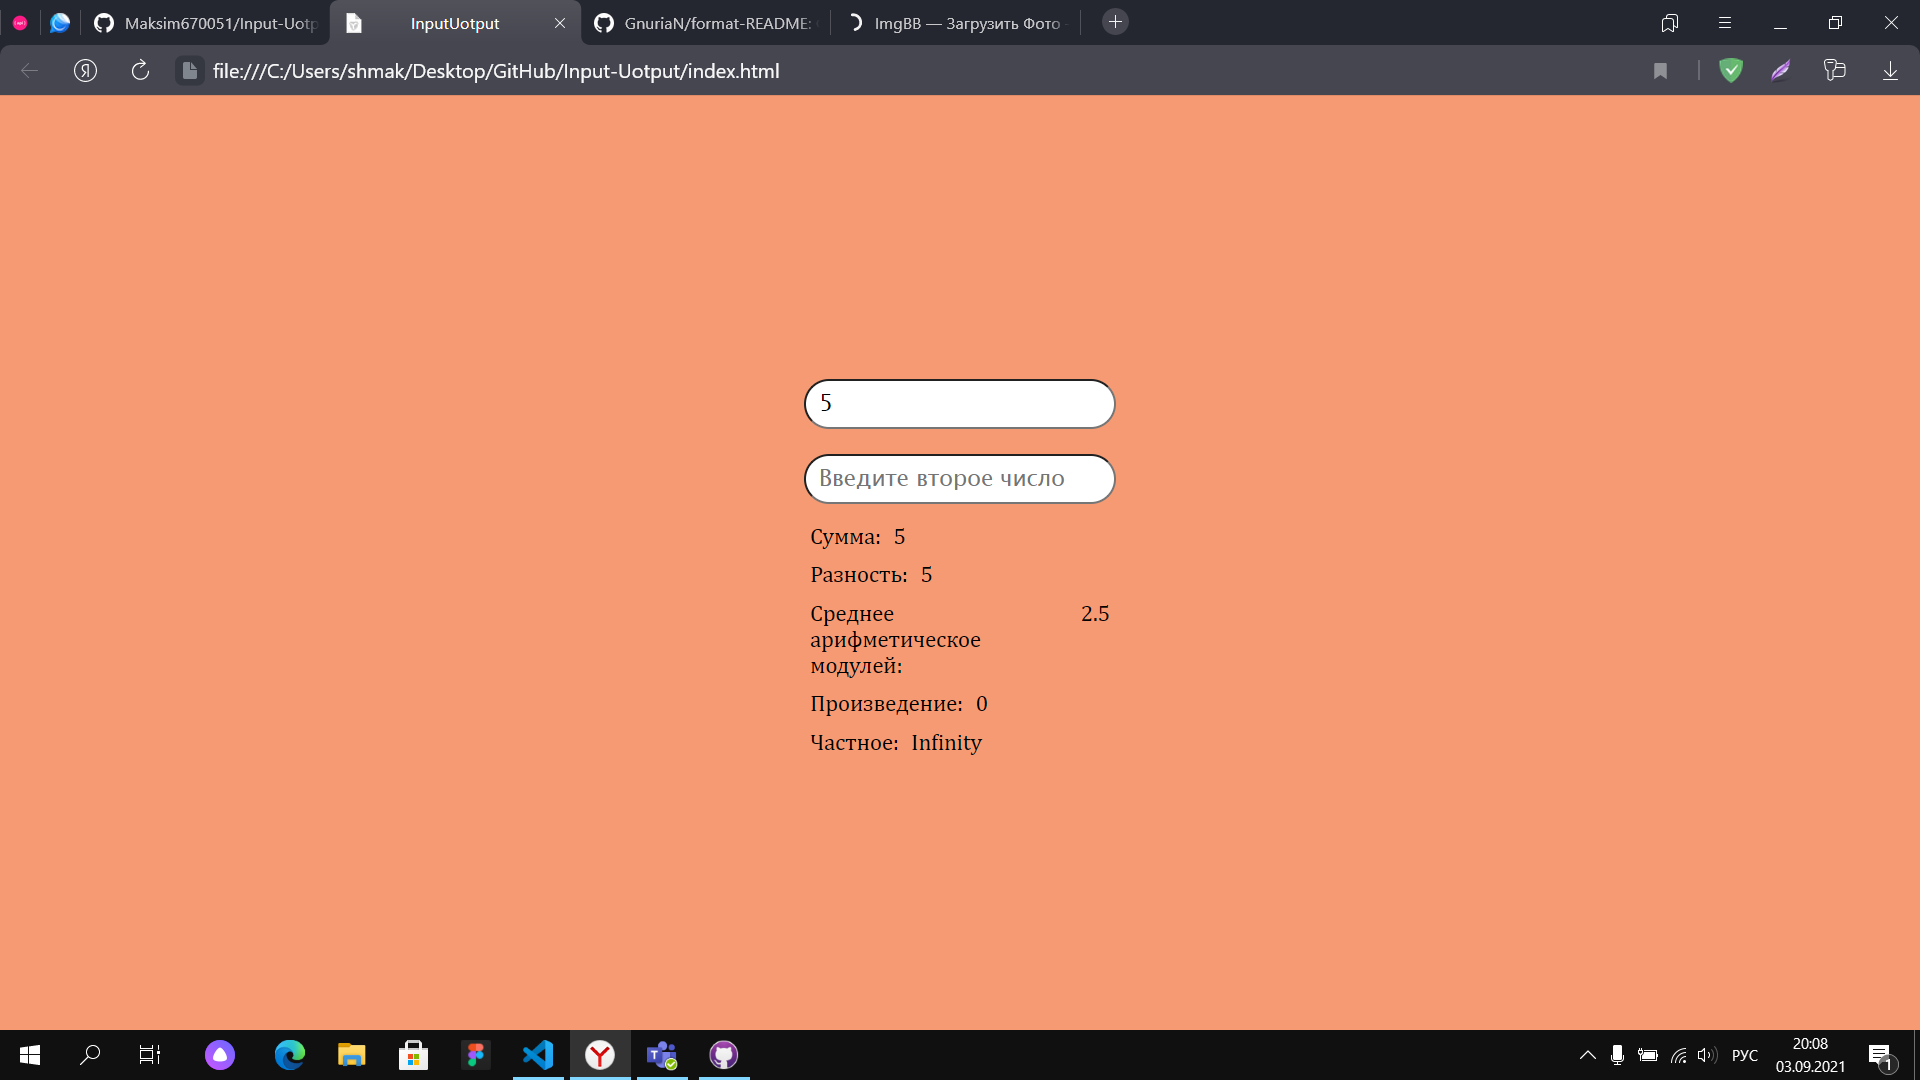 Maksim670051/Input-Uotp
InputUotput
GnuriaN/format-README:
ImgBB — Загрузить Фото
file:///C:/Users/shmak/Desktop/GitHub/Input-Uotput/index.html
5
Введите второе число
Сумма: 5
Разность: 5
Среднее 2.5
арифметическое
модулей:
Произведение: 0
Частное: Infinity
РУС
20:08
03.09.2021
1